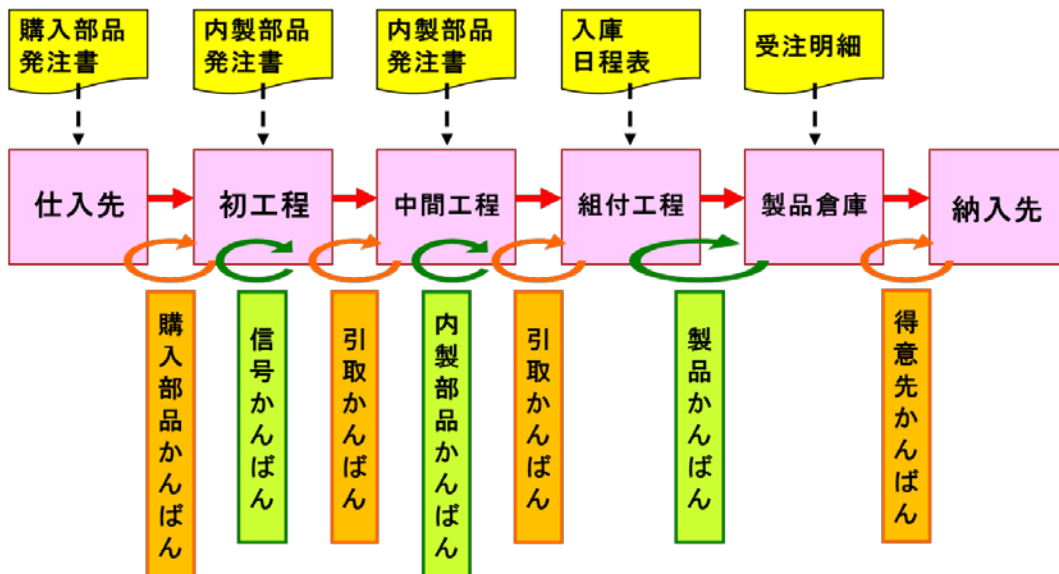 購入部品
発注書
内製部品
発注書
内製部品
発注書
入庫
日程表
受注明細
仕入先
初工程
中間工程
組付工程
製品倉庫
納入先
購入部品かんばん
信号かんばん
引取かんばん
内製部品かんばん
引取かんばん
製品かんばん
得意先かんばん